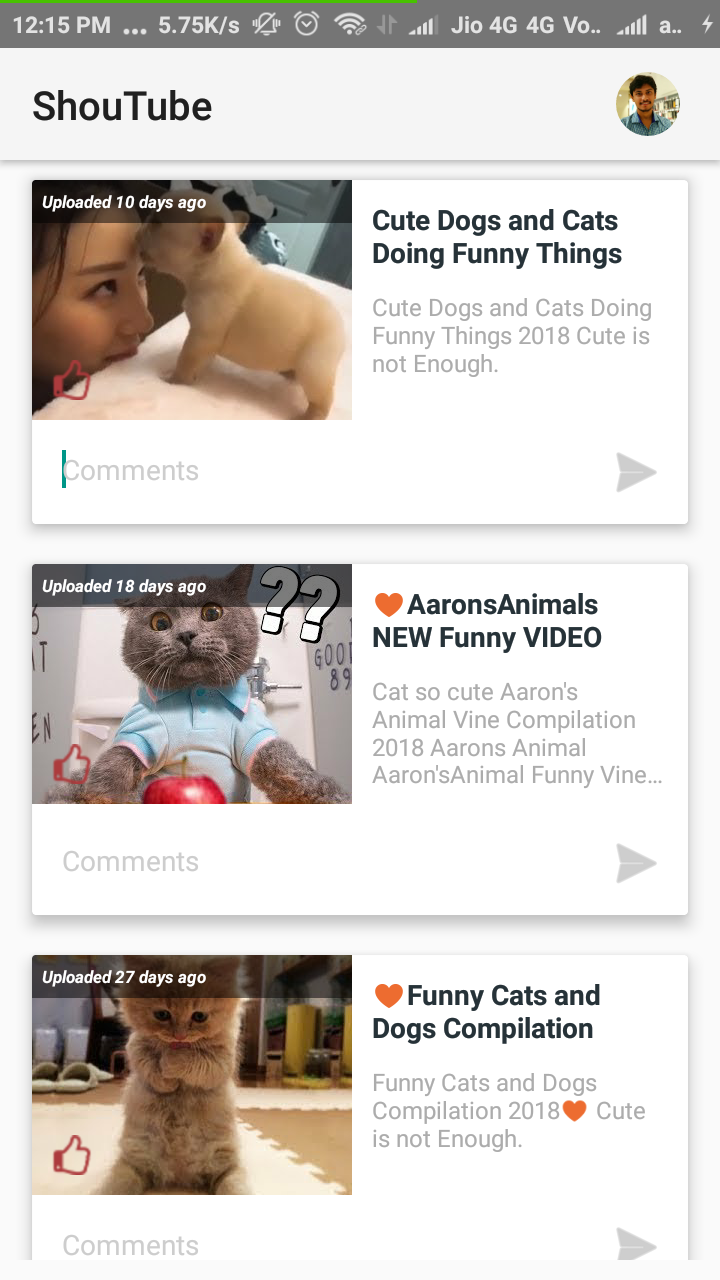 12:15 PM ... 5.75K/s Jio 4G 4G Vo.. a..
ShouTube
Uploaded 10 days ago
Cute Dogs and Cats
Doing Funny Things
Cute Dogs and Cats Doing
Funny Things 2018 Cute is
not Enough.
Comments
Uploaded 18 days ago
??
GOOD
89
AT
EN
🧡AaronsAnimals
NEW Funny VIDEO
Cat so cute Aaron's
Animal Vine Compilation
2018 Aarons Animal
Aaron'sAnimal Funny Vine...
Comments
Uploaded 27 days ago
🧡Funny Cats and
Dogs Compilation
Funny Cats and Dogs
Compilation 2018🧡 Cute
is not Enough.
Comments